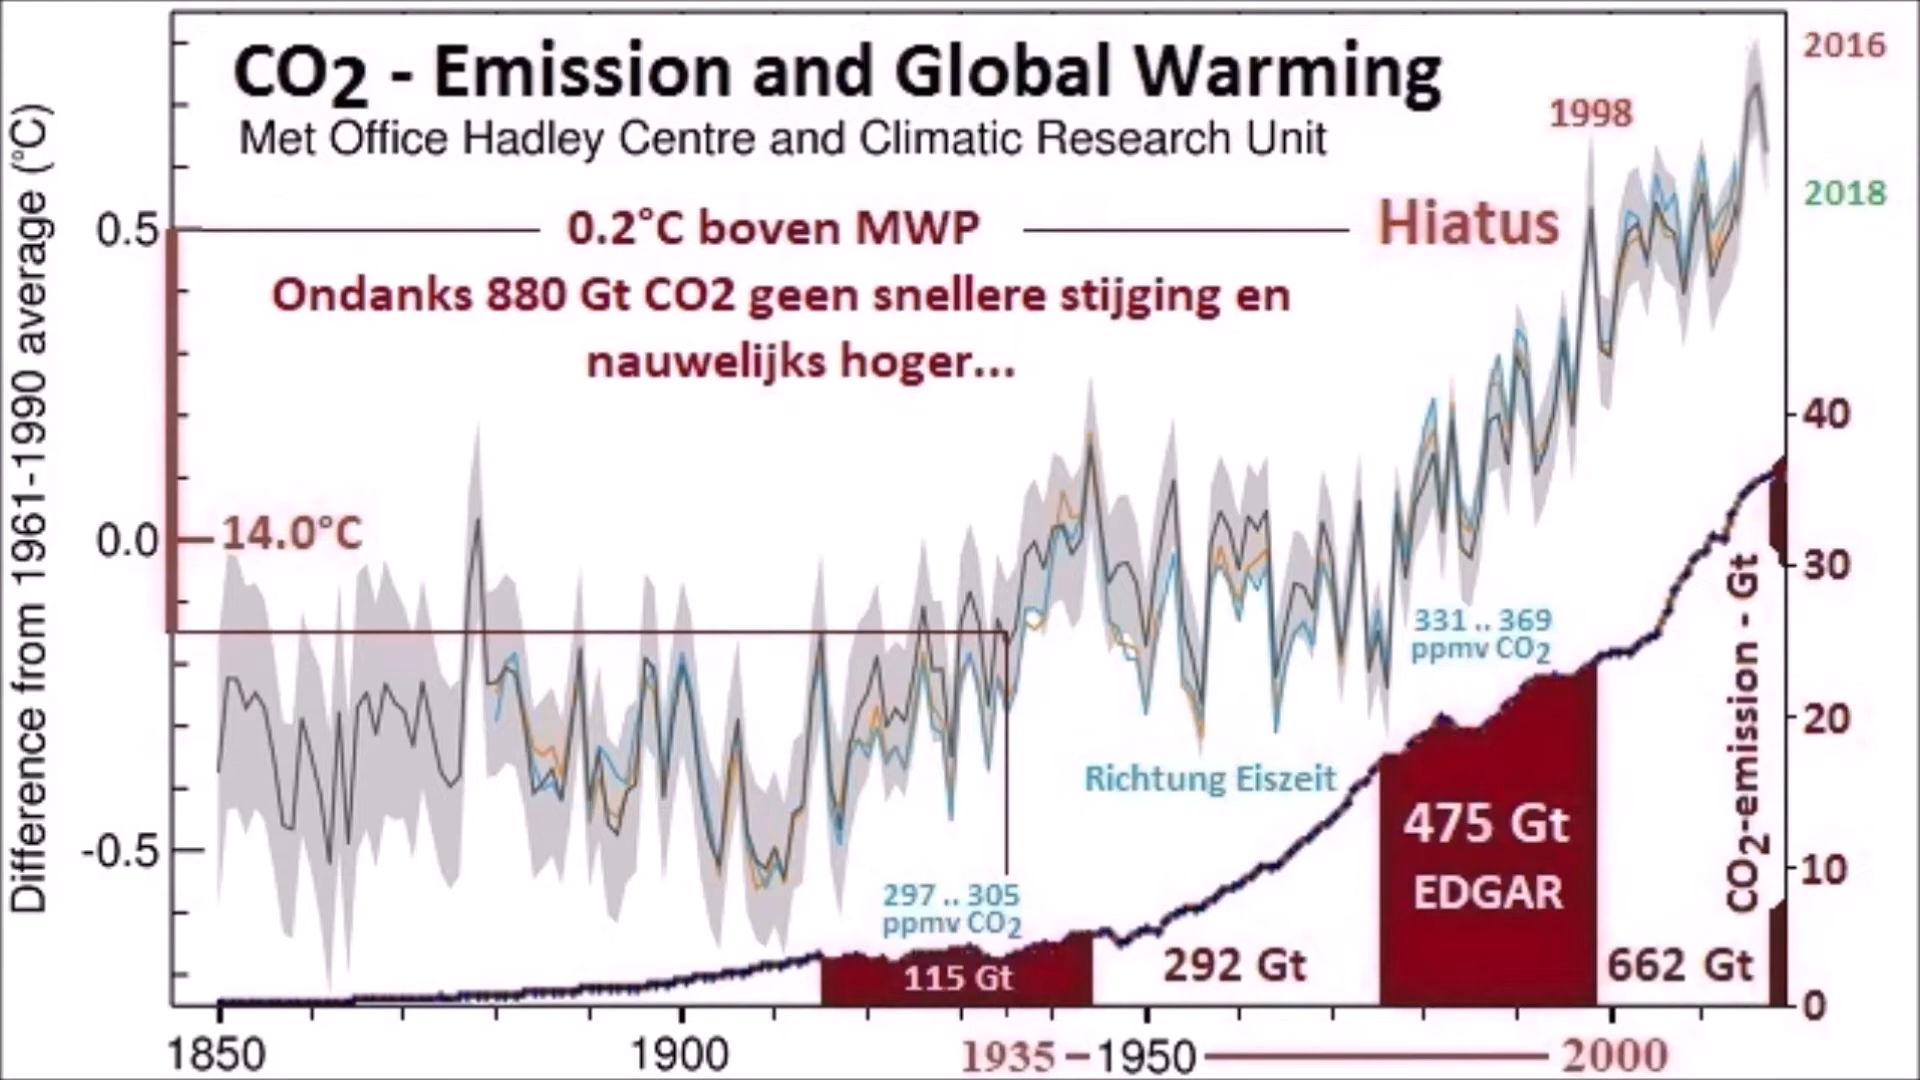 CO2 - Emission and Global Warming
Met Office Hadley Centre and Climatic Research Unit
2016
1998
2018
Hiatus
0.2°C boven MWP
Ondanks 880 Gt CO2 geen snellere stijging en
nauwelijks hoger...
Difference from 1961-1990 average (°C)
0.5
0.0
-0.5
14.0°C
40
30
20
10
0
CO2-emission - Gt
331 .. 369
ppmv CO2
Richtung Eiszeit
297 .. 305
ppmv CO2
475 Gt
EDGAR
115 Gt
292 Gt
662 Gt
1850
1900
1935
1950
2000